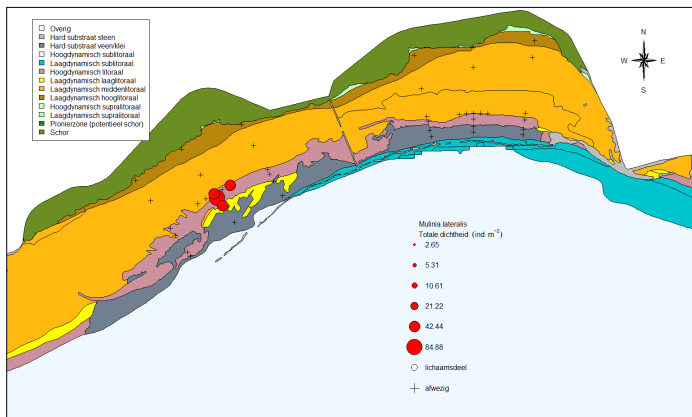 Overig
Hard substraat steen
Hard substraat veen/klei
Hoogdynamisch sublitoraal
Laagdynamisch sublitoraal
Hoogdynamisch litoraal
Laagdynamisch laaglitoraal
Laagdynamisch middenlitoraal
Laagdynamisch hooglitoraal
Hoogdynamisch supralitoraal
Laagdynamisch supralitoraal
Pionierzone (potentieel schor)
Schor
N
W E
S
Mulinia lateralis
Totale dichtheid (ind. m⁻²)
2.65
5.31
10.61
21.22
42.44
84.88
lichaamsdeel
afwezig